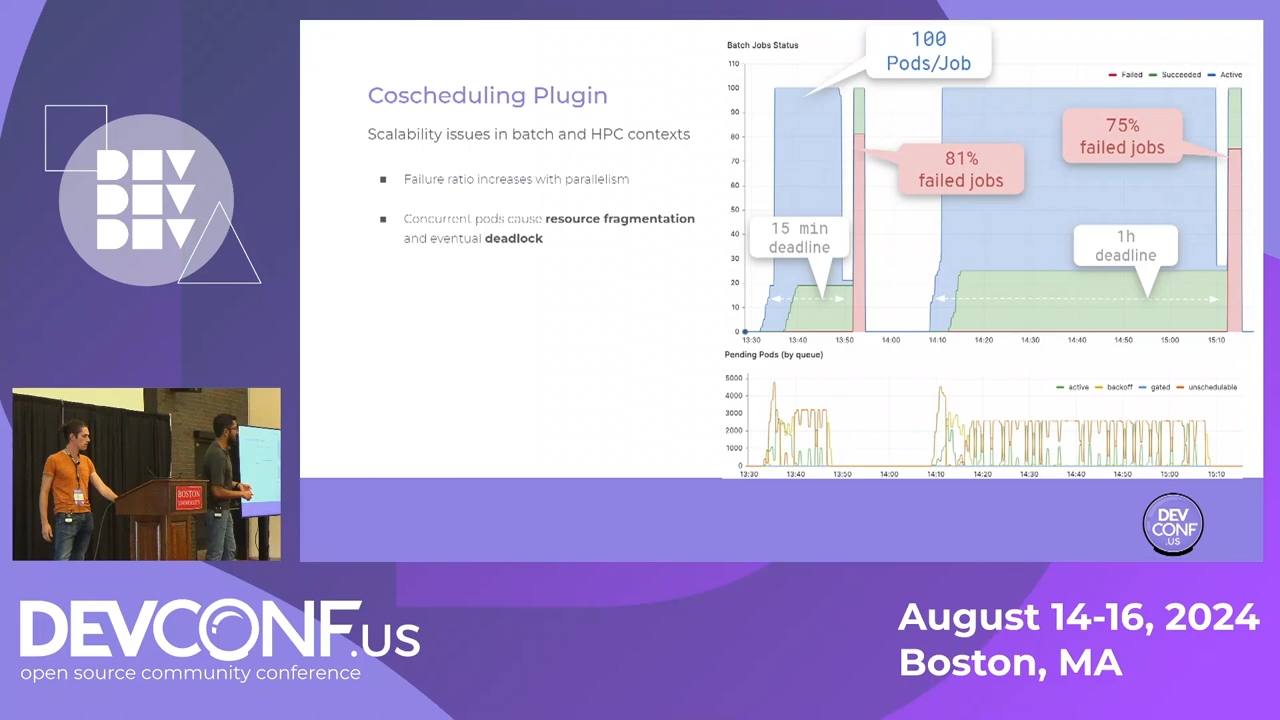 DEV
DEV
DEV
Coscheduling Plugin
Scalability issues in batch and HPC contexts
Failure ratio increases with parallelism
Concurrent pods cause resource fragmentation
and eventual deadlock
Batch Jobs Status
100
Pods/Job
Failed Succeeded Active
110
100
90
80
70
60
50
40
30
20
10
0
81%
failed jobs
75%
failed jobs
15 min
deadline
1h
deadline
13:30 13:40 13:50 14:00 14:10 14:20 14:30 14:40 14:50 15:00 15:10
Pending Pods (by queue)
active backoff gated unschedulable
5000
4000
3000
2000
1000
0
13:30 13:40 13:50 14:00 14:10 14:20 14:30 14:40 14:50 15:00 15:10
BOSTON
UNIVERSITY
DEV
CONF
.US
DEVCONF.US
open source community conference
August 14-16, 2024
Boston, MA